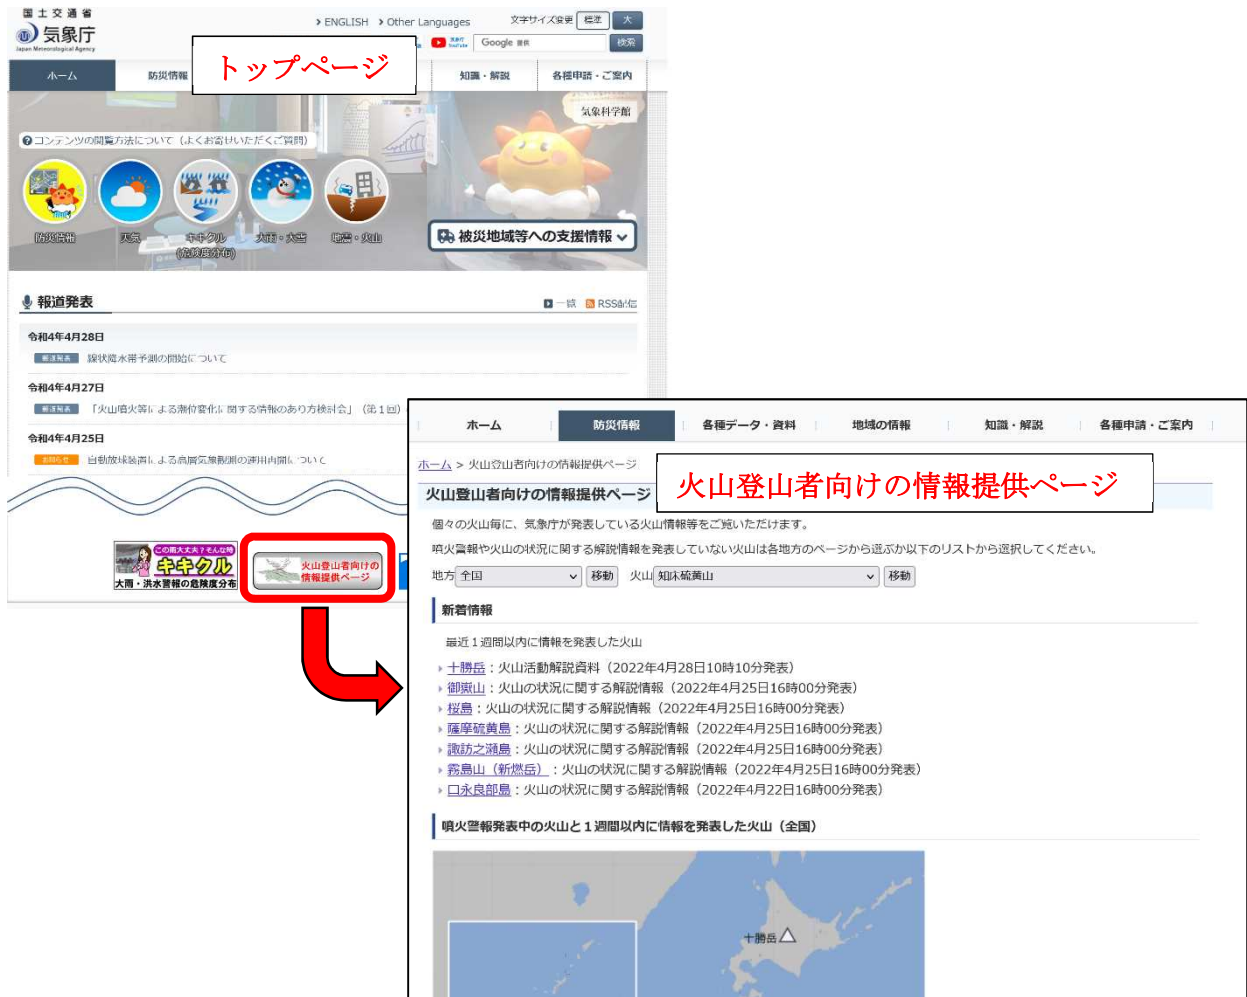 国土交通省
気象庁
Japan Meteorological Agency
ENGLISH
Other Languages
文字サイズ変更
標準
大
YouTube
Google 提供
検索
ホーム
防災情報
トップページ
知識・解説
各種申請・ご案内
気象科学館
コンテンツの閲覧方法について（よくお寄せいただくご質問）
防災情報
天気
キキクル
(危険度分布)
大雨・大雪
地震・火山
被災地域等への支援情報
報道発表
一覧
RSS配信
令和4年4月28日
報道発表 線状降水帯予測の開始について
令和4年4月27日
報道発表 「火山噴火等による潮位変化に関する情報のあり方検討会」（第１回）
令和4年4月25日
お知らせ 自動放球装置による高層気象観測の運用再開について
この雨大丈夫？そんな時
キキクル
大雨・洪水警報の危険度分布
火山登山者向けの
情報提供ページ
ホーム
防災情報
各種データ・資料
地域の情報
知識・解説
各種申請・ご案内
ホーム > 火山登山者向けの情報提供ページ
火山登山者向けの情報提供ページ
火山登山者向けの情報提供ページ
個々の火山毎に、気象庁が発表している火山情報等をご覧いただけます。
噴火警報や火山の状況に関する解説情報を発表していない火山は各地方のページから選ぶか以下のリストから選択してください。
地方 全国 移動 火山 知床硫黄山 移動
新着情報
最近１週間以内に情報を発表した火山
十勝岳：火山活動解説資料（2022年4月28日10時10分発表）
御嶽山：火山の状況に関する解説情報（2022年4月25日16時00分発表）
桜島：火山の状況に関する解説情報（2022年4月25日16時00分発表）
薩摩硫黄島：火山の状況に関する解説情報（2022年4月25日16時00分発表）
諏訪之瀬島：火山の状況に関する解説情報（2022年4月25日16時00分発表）
霧島山（新燃岳）：火山の状況に関する解説情報（2022年4月25日16時00分発表）
口永良部島：火山の状況に関する解説情報（2022年4月22日16時00分発表）
噴火警報発表中の火山と１週間以内に情報を発表した火山（全国）
十勝岳